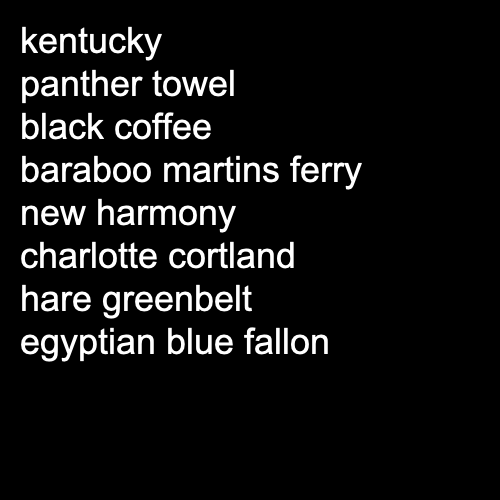 kentucky
panther towel
black coffee
baraboo martins ferry
new harmony
charlotte cortland
hare greenbelt
egyptian blue fallon